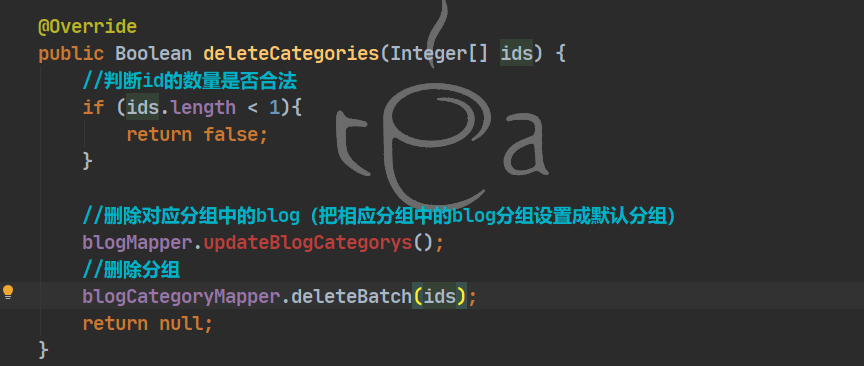 @Override
public Boolean deleteCategories(Integer[] ids) {
//判断id的数量是否合法
if (ids.length < 1){
return false;
}
//删除对应分组中的blog（把相应分组中的blog分组设置成默认分组）
blogMapper.updateBlogCategorys();
//删除分组
blogCategoryMapper.deleteBatch(ids);
return null;
}
tea